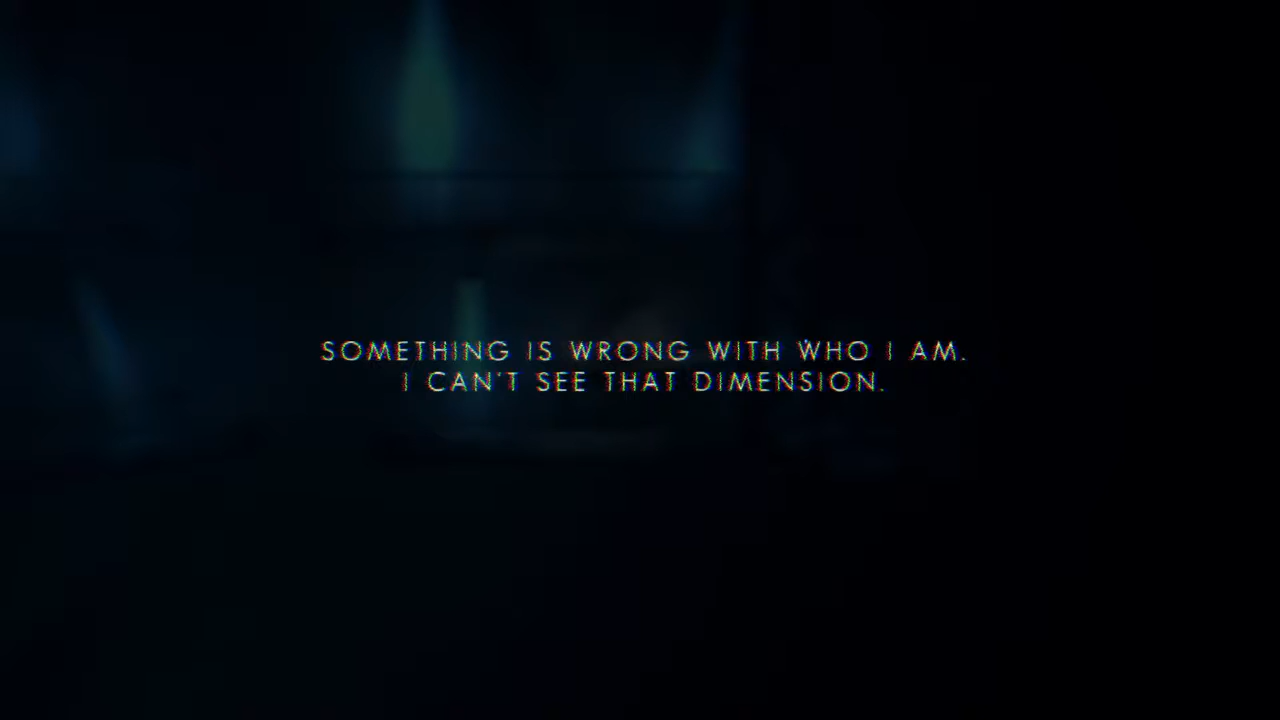 SOMETHING IS WRONG WITH WHO I AM.
I CAN'T SEE THAT DIMENSION.